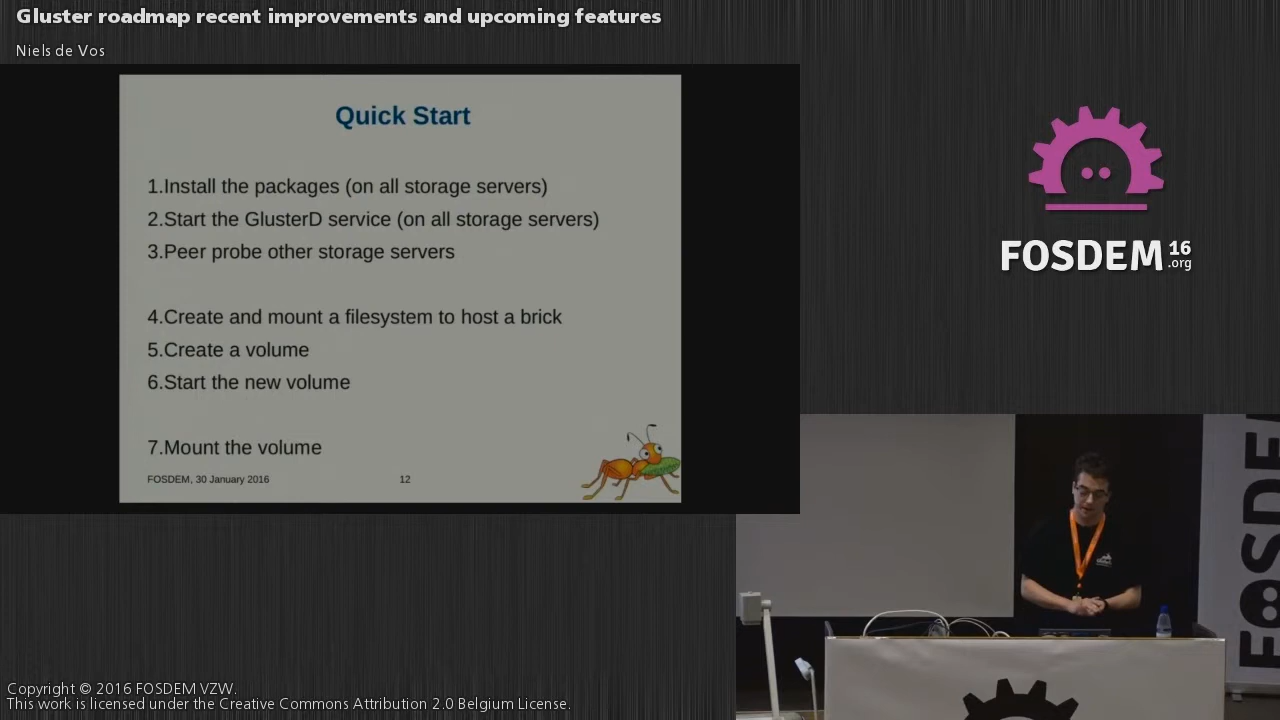 Gluster roadmap recent improvements and upcoming features
Niels de Vos
Quick Start
1.Install the packages (on all storage servers)
2.Start the GlusterD service (on all storage servers)
3.Peer probe other storage servers
4.Create and mount a filesystem to host a brick
5.Create a volume
6.Start the new volume
7.Mount the volume
FOSDEM, 30 January 2016
12
FOSDEM 16
.org
FOSDEM
Copyright © 2016 FOSDEM VZW.
This work is licensed under the Creative Commons Attribution 2.0 Belgium License.